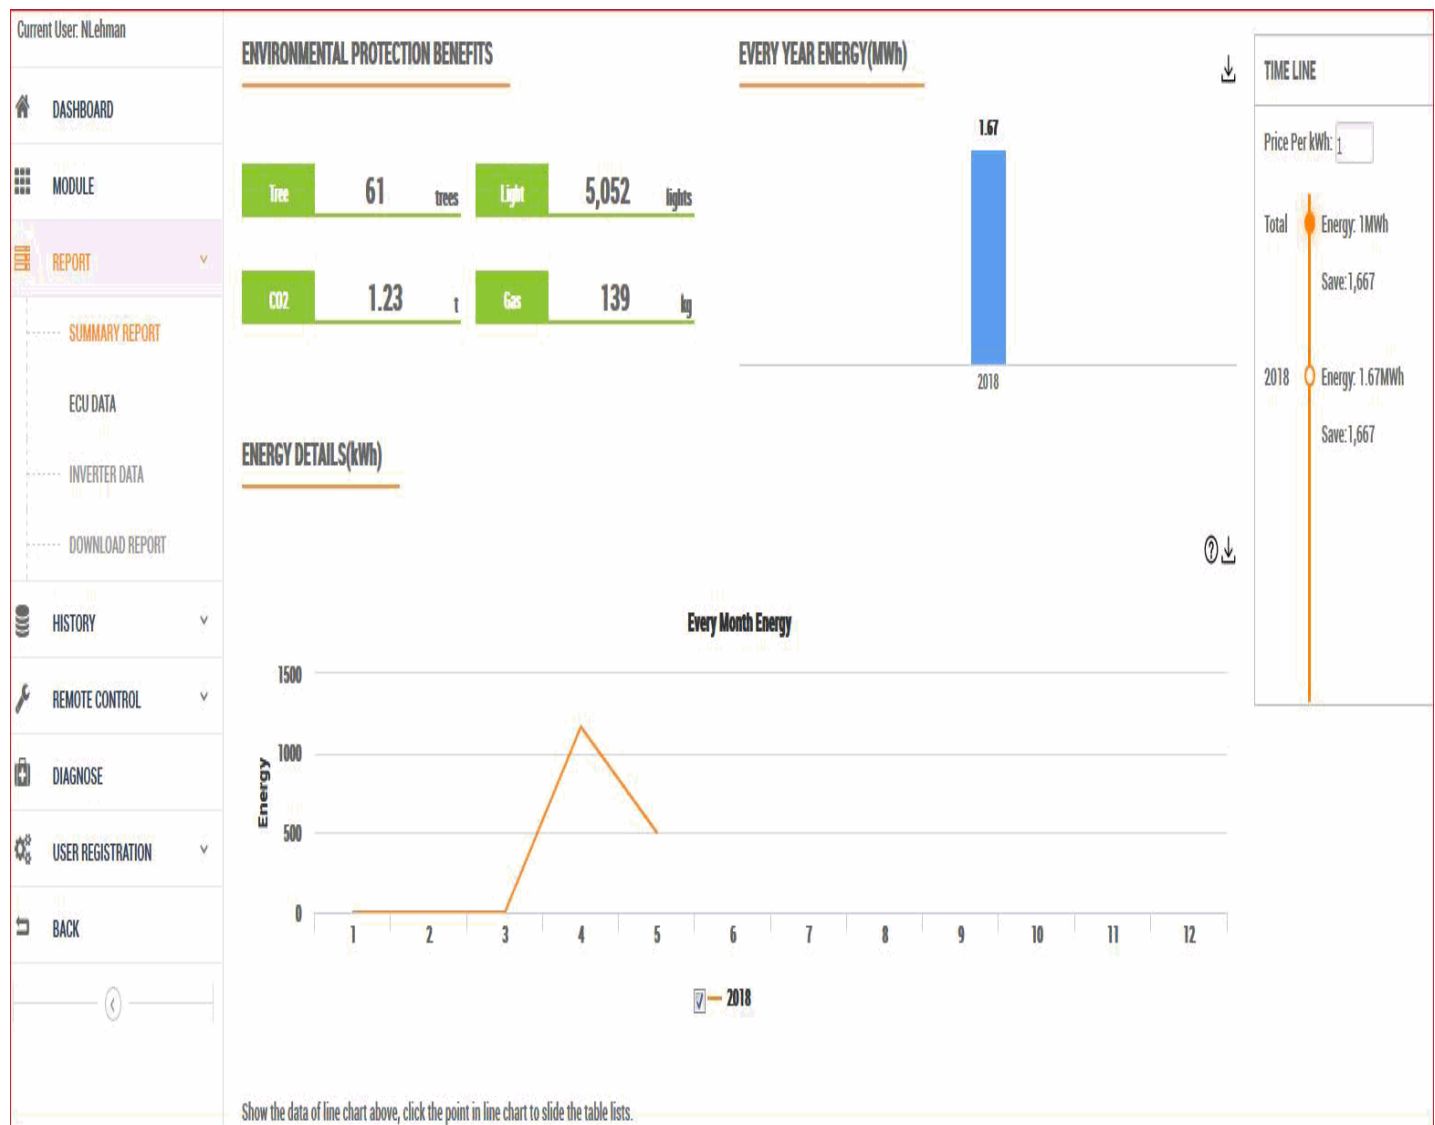 Current User: NLehman
DASHBOARD
MODULE
REPORT
SUMMARY REPORT
ECU DATA
INVERTER DATA
DOWNLOAD REPORT
HISTORY
REMOTE CONTROL
DIAGNOSE
USER REGISTRATION
BACK
ENVIRONMENTAL PROTECTION BENEFITS
Tree 61 trees
Light 5,052 lights
CO2 1.23 t
Gas 139 kg
EVERY YEAR ENERGY(MWh)
1.67
2018
TIME LINE
Price Per kWh: 1
Total Energy: 1MWh
Save:1,667
2018 Energy: 1.67MWh
Save:1,667
ENERGY DETAILS(kWh)
?
Every Month Energy
Energy
1500
1000
500
0
1 2 3 4 5 6 7 8 9 10 11 12
2018
Show the data of line chart above, click the point in line chart to slide the table lists.